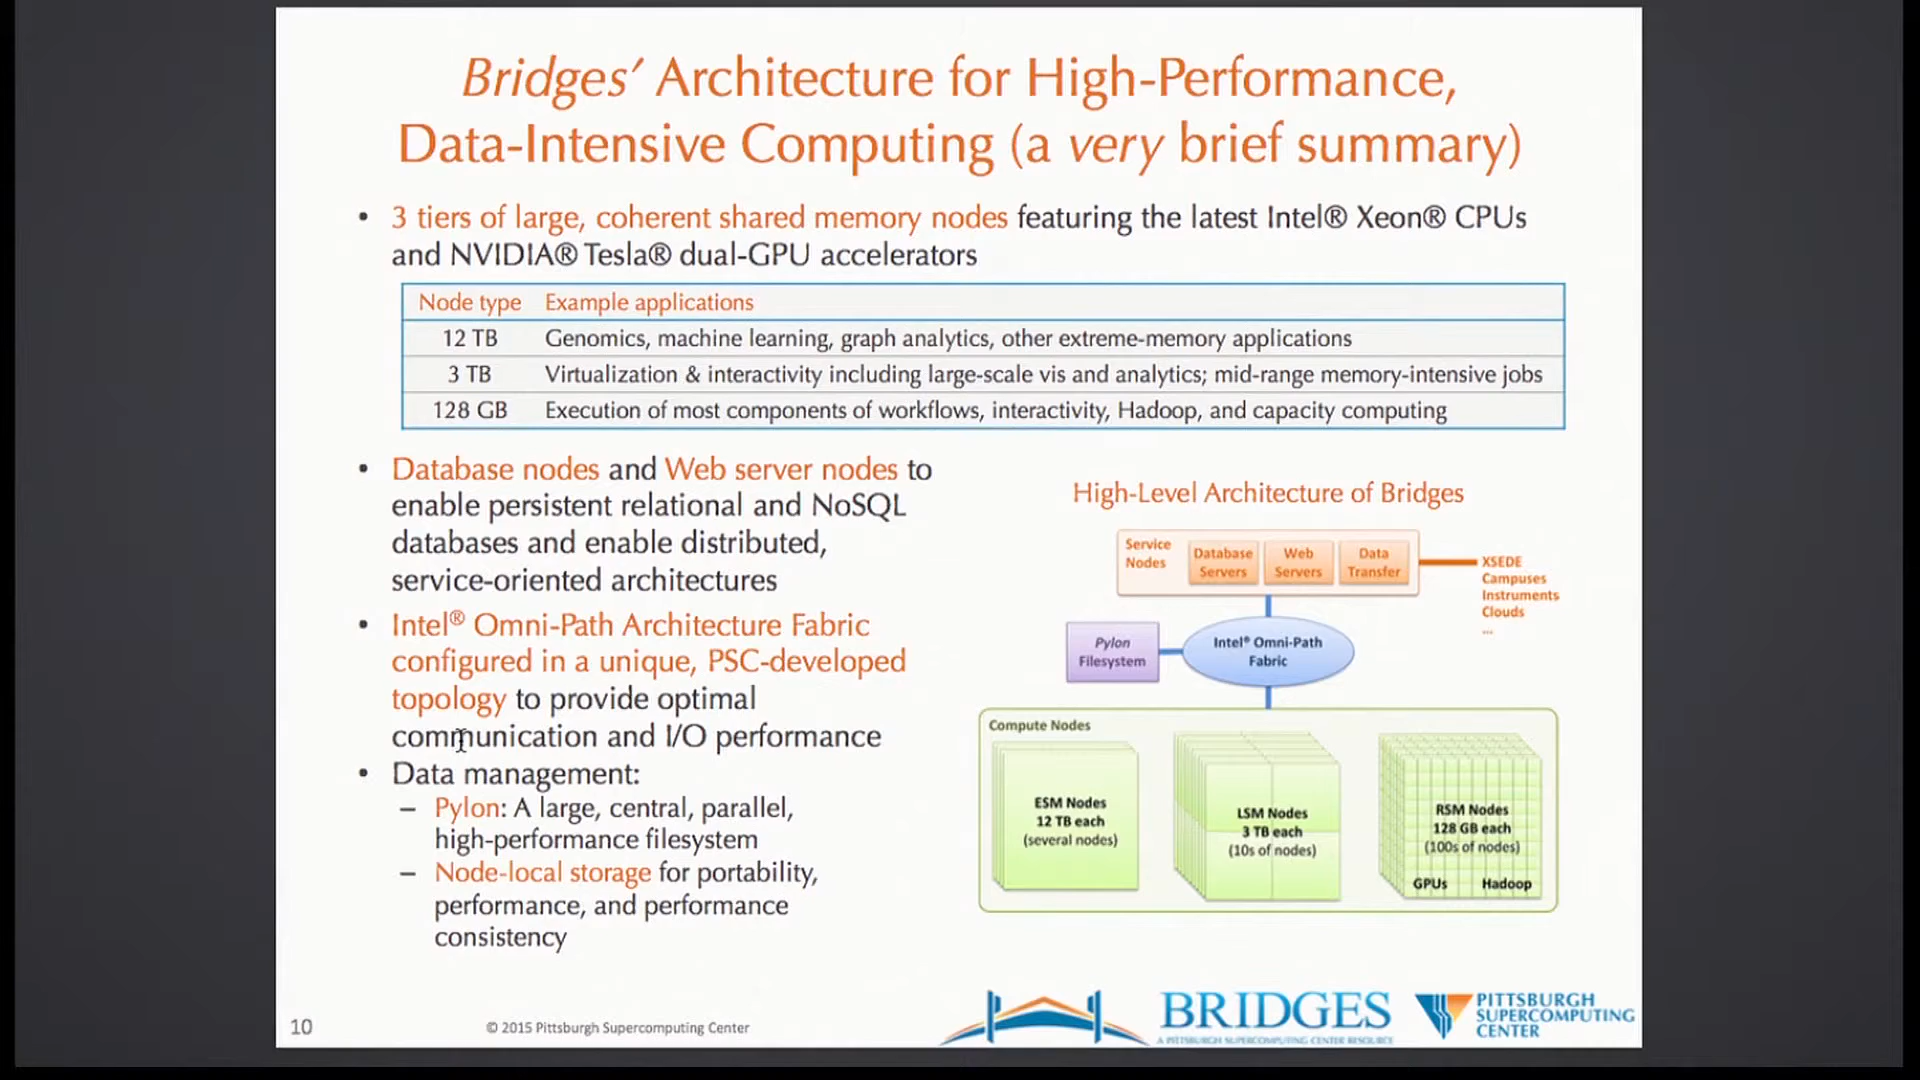 Bridges’ Architecture for High-Performance,
Data-Intensive Computing (a very brief summary)
• 3 tiers of large, coherent shared memory nodes featuring the latest Intel® Xeon® CPUs
and NVIDIA® Tesla® dual-GPU accelerators
Node type Example applications
12 TB Genomics, machine learning, graph analytics, other extreme-memory applications
3 TB Virtualization & interactivity including large-scale vis and analytics; mid-range memory-intensive jobs
128 GB Execution of most components of workflows, interactivity, Hadoop, and capacity computing
• Database nodes and Web server nodes to
enable persistent relational and NoSQL
databases and enable distributed,
service-oriented architectures
• Intel® Omni-Path Architecture Fabric
configured in a unique, PSC-developed
topology to provide optimal
communication and I/O performance
• Data management:
– Pylon: A large, central, parallel,
high-performance filesystem
– Node-local storage for portability,
performance, and performance
consistency
High-Level Architecture of Bridges
Service
Nodes
Database
Servers
Web
Servers
Data
Transfer
XSEDE
Campuses
Instruments
Clouds
...
Pylon
Filesystem
Intel® Omni-Path
Fabric
Compute Nodes
ESM Nodes
12 TB each
(several nodes)
LSM Nodes
3 TB each
(10s of nodes)
RSM Nodes
128 GB each
(100s of nodes)
GPUs Hadoop
10
© 2015 Pittsburgh Supercomputing Center
BRIDGES
A PITTSBURGH SUPERCOMPUTING CENTER RESOURCE
PITTSBURGH
SUPERCOMPUTING
CENTER